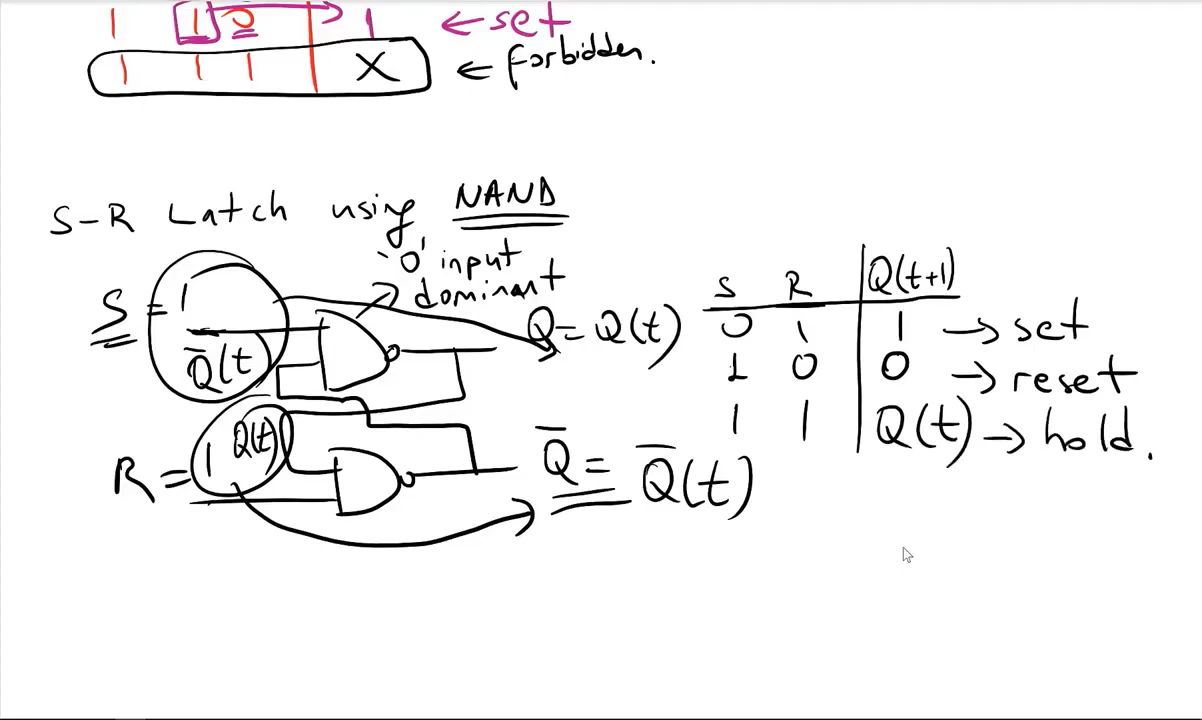 1 1 0 1 ← set
1 1 1 X ← forbidden.
S-R Latch using NAND
'0' input
dominant
S = 1
Q̅(t)
Q = Q(t)
R = 1 Q(t)
Q̅ = Q̅(t)
S R Q(t+1)
0 1 1 → set
1 0 0 → reset
1 1 Q(t) → hold.